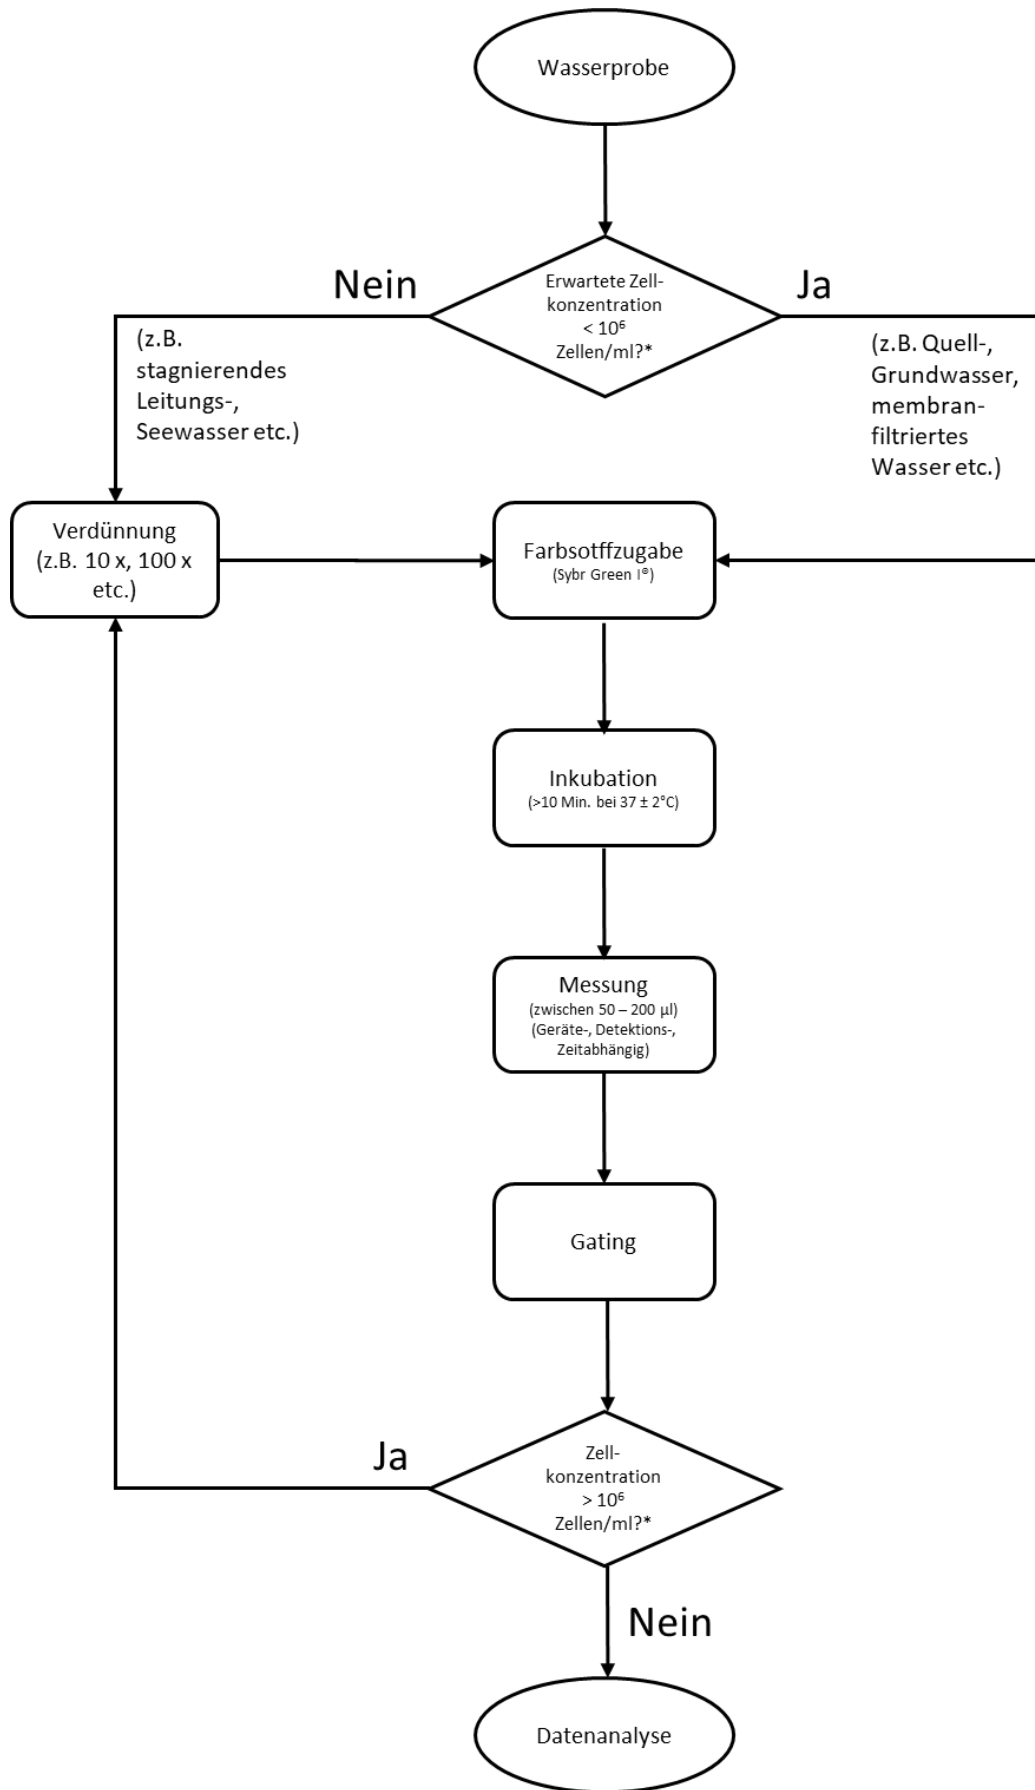 Wasserprobe
Nein
Ja
Erwartete Zell-
konzentration
< 10⁶
Zellen/ml?*
(z.B.
stagnierendes
Leitungs-,
Seewasser etc.)
(z.B. Quell-,
Grundwasser,
membran-
filtriertes
Wasser etc.)
Verdünnung
(z.B. 10 x, 100 x
etc.)
Farbsotffzugabe
(Sybr Green I®)
Inkubation
(>10 Min. bei 37 ± 2°C)
Messung
(zwischen 50 – 200 µl)
(Geräte-, Detektions-,
Zeitabhängig)
Gating
Ja
Zell-
konzentration
> 10⁶
Zellen/ml?*
Nein
Datenanalyse